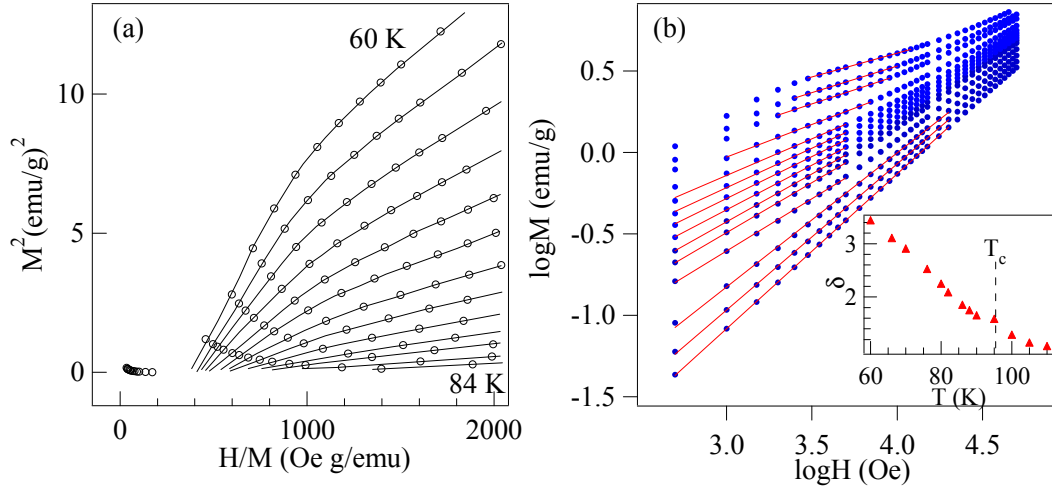 (a)
60 K
84 K
M²(emu/g)²
10
5
0
0
1000
2000
H/M (Oe g/emu)
(b)
logM (emu/g)
0.5
0.0
-0.5
-1.0
-1.5
3.0
3.5
4.0
4.5
logH (Oe)
T_c
δ
3
2
60
80
100
T (K)